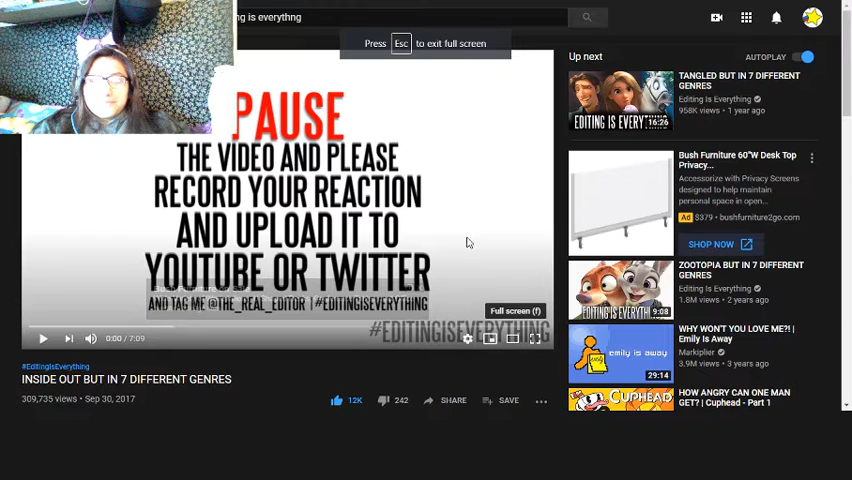 ng is everythng
Press Esc to exit full screen
PAUSE
THE VIDEO AND PLEASE
RECORD YOUR REACTION
AND UPLOAD IT TO
YOUTUBE OR TWITTER
AND TAG ME @THE_REAL_EDITOR | #EDITINGISEVERYTHING
Full screen (f)
#EDITINGISEVERYTHING
0:00 / 7:09
#EditingIsEverything
INSIDE OUT BUT IN 7 DIFFERENT GENRES
309,735 views • Sep 30, 2017
12K
242
SHARE
SAVE
Up next
AUTOPLAY
EDITING IS EVERYT
16:26
TANGLED BUT IN 7 DIFFERENT
GENRES
Editing Is Everything
958K views • 1 year ago
Bush Furniture 60"W Desk Top
Privacy...
Accessorize with Privacy Screens
designed to help maintain
personal space in open...
Ad $379 • bushfurniture2go.com
SHOP NOW
EDITING IS EVERYTHI
9:08
ZOOTOPIA BUT IN 7 DIFFERENT
GENRES
Editing Is Everything
1.8M views • 2 years ago
emily is away
29:14
WHY WON'T YOU LOVE ME?! |
Emily Is Away
Markiplier
3.9M views • 3 years ago
CUPHEAD
HOW ANGRY CAN ONE MAN
GET? | Cuphead - Part 1